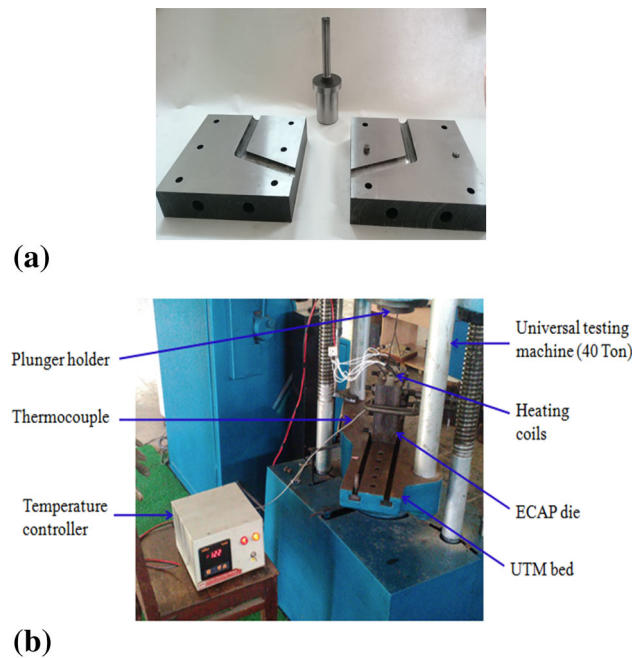 (a)
Plunger holder
Thermocouple
Temperature
controller
Universal testing
machine (40 Ton)
Heating
coils
ECAP die
UTM bed
(b)